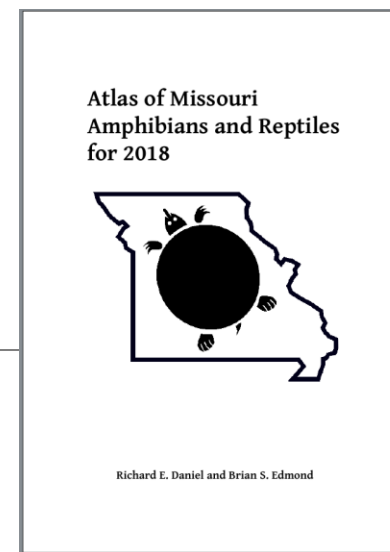 Atlas of Missouri
Amphibians and Reptiles
for 2018
Richard E. Daniel and Brian S. Edmond